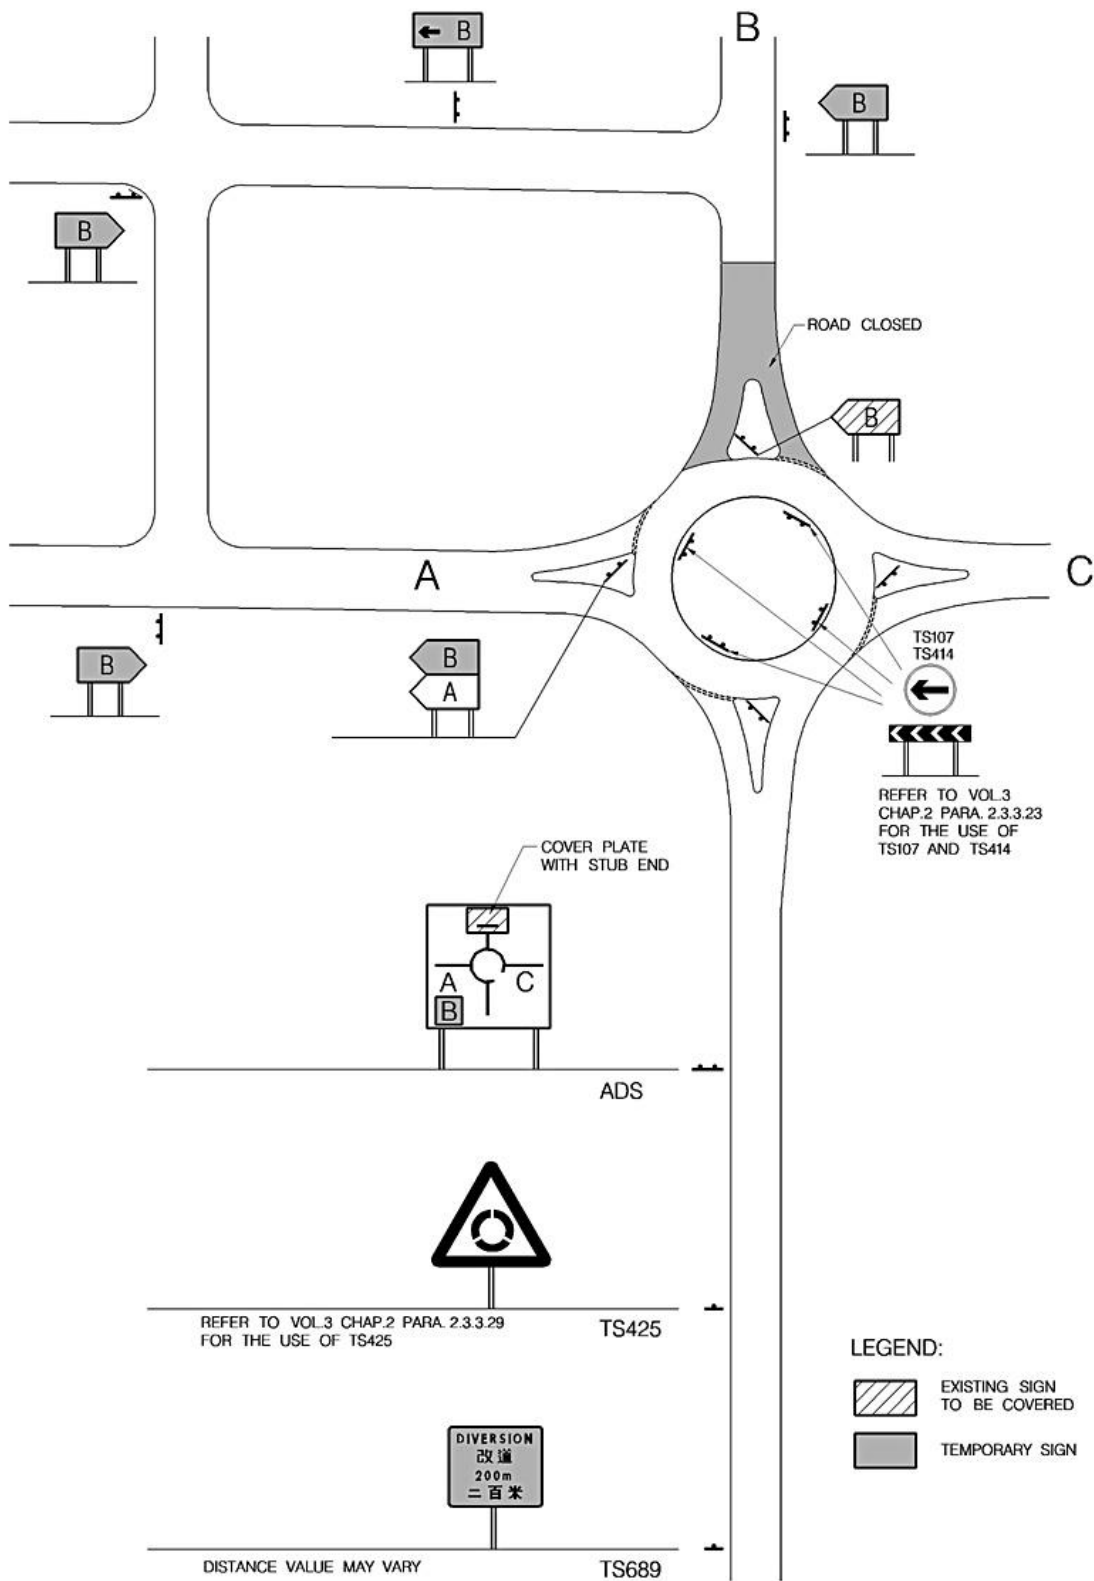 B
B
B
B
ROAD CLOSED
B
A
C
TS107
TS414
B
B
A
REFER TO VOL.3
CHAP.2 PARA. 2.3.3.23
FOR THE USE OF
TS107 AND TS414
COVER PLATE
WITH STUB END
A
C
B
ADS
REFER TO VOL.3 CHAP.2 PARA. 2.3.3.29
FOR THE USE OF TS425
TS425
LEGEND:
EXISTING SIGN
TO BE COVERED
TEMPORARY SIGN
DIVERSION
改道
200m
二百米
DISTANCE VALUE MAY VARY
TS689